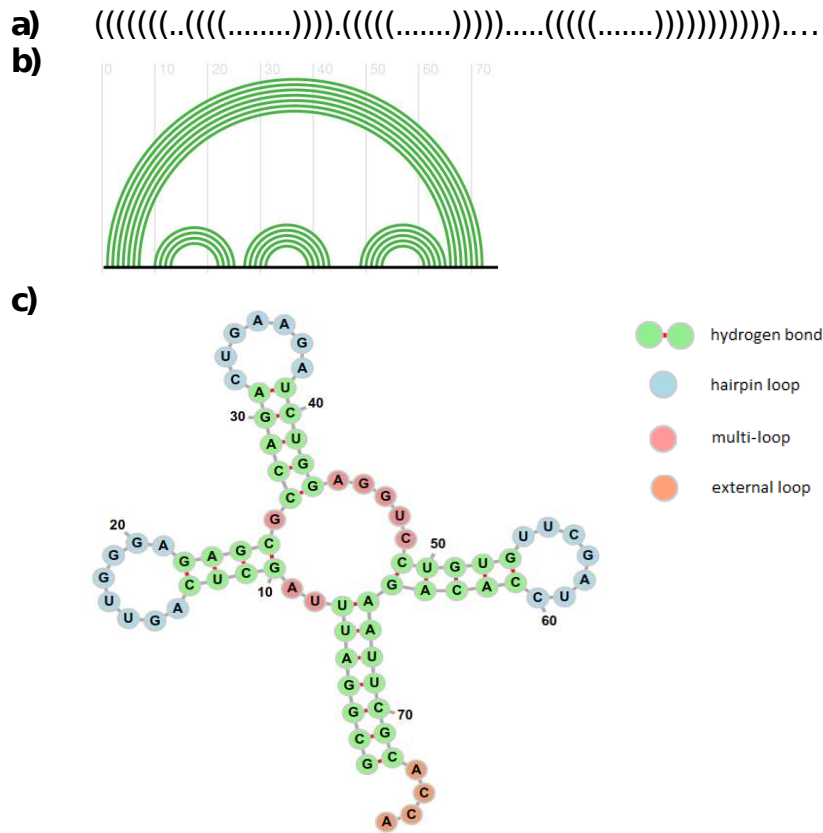 a) (((((((..((((........)))).(((((.......))))).....(((((.......))))))))))))....
b)
0 10 20 30 40 50 60 70
c)
G C G G A U U U A G C U C A G U U G G G A G A G C G C C A G A C U G A A G A U C U G G A G G U C C U G U G U U C G A U C C A C A G A A U U C G C A C C A
10
20
30
40
50
60
70
hydrogen bond
hairpin loop
multi-loop
external loop